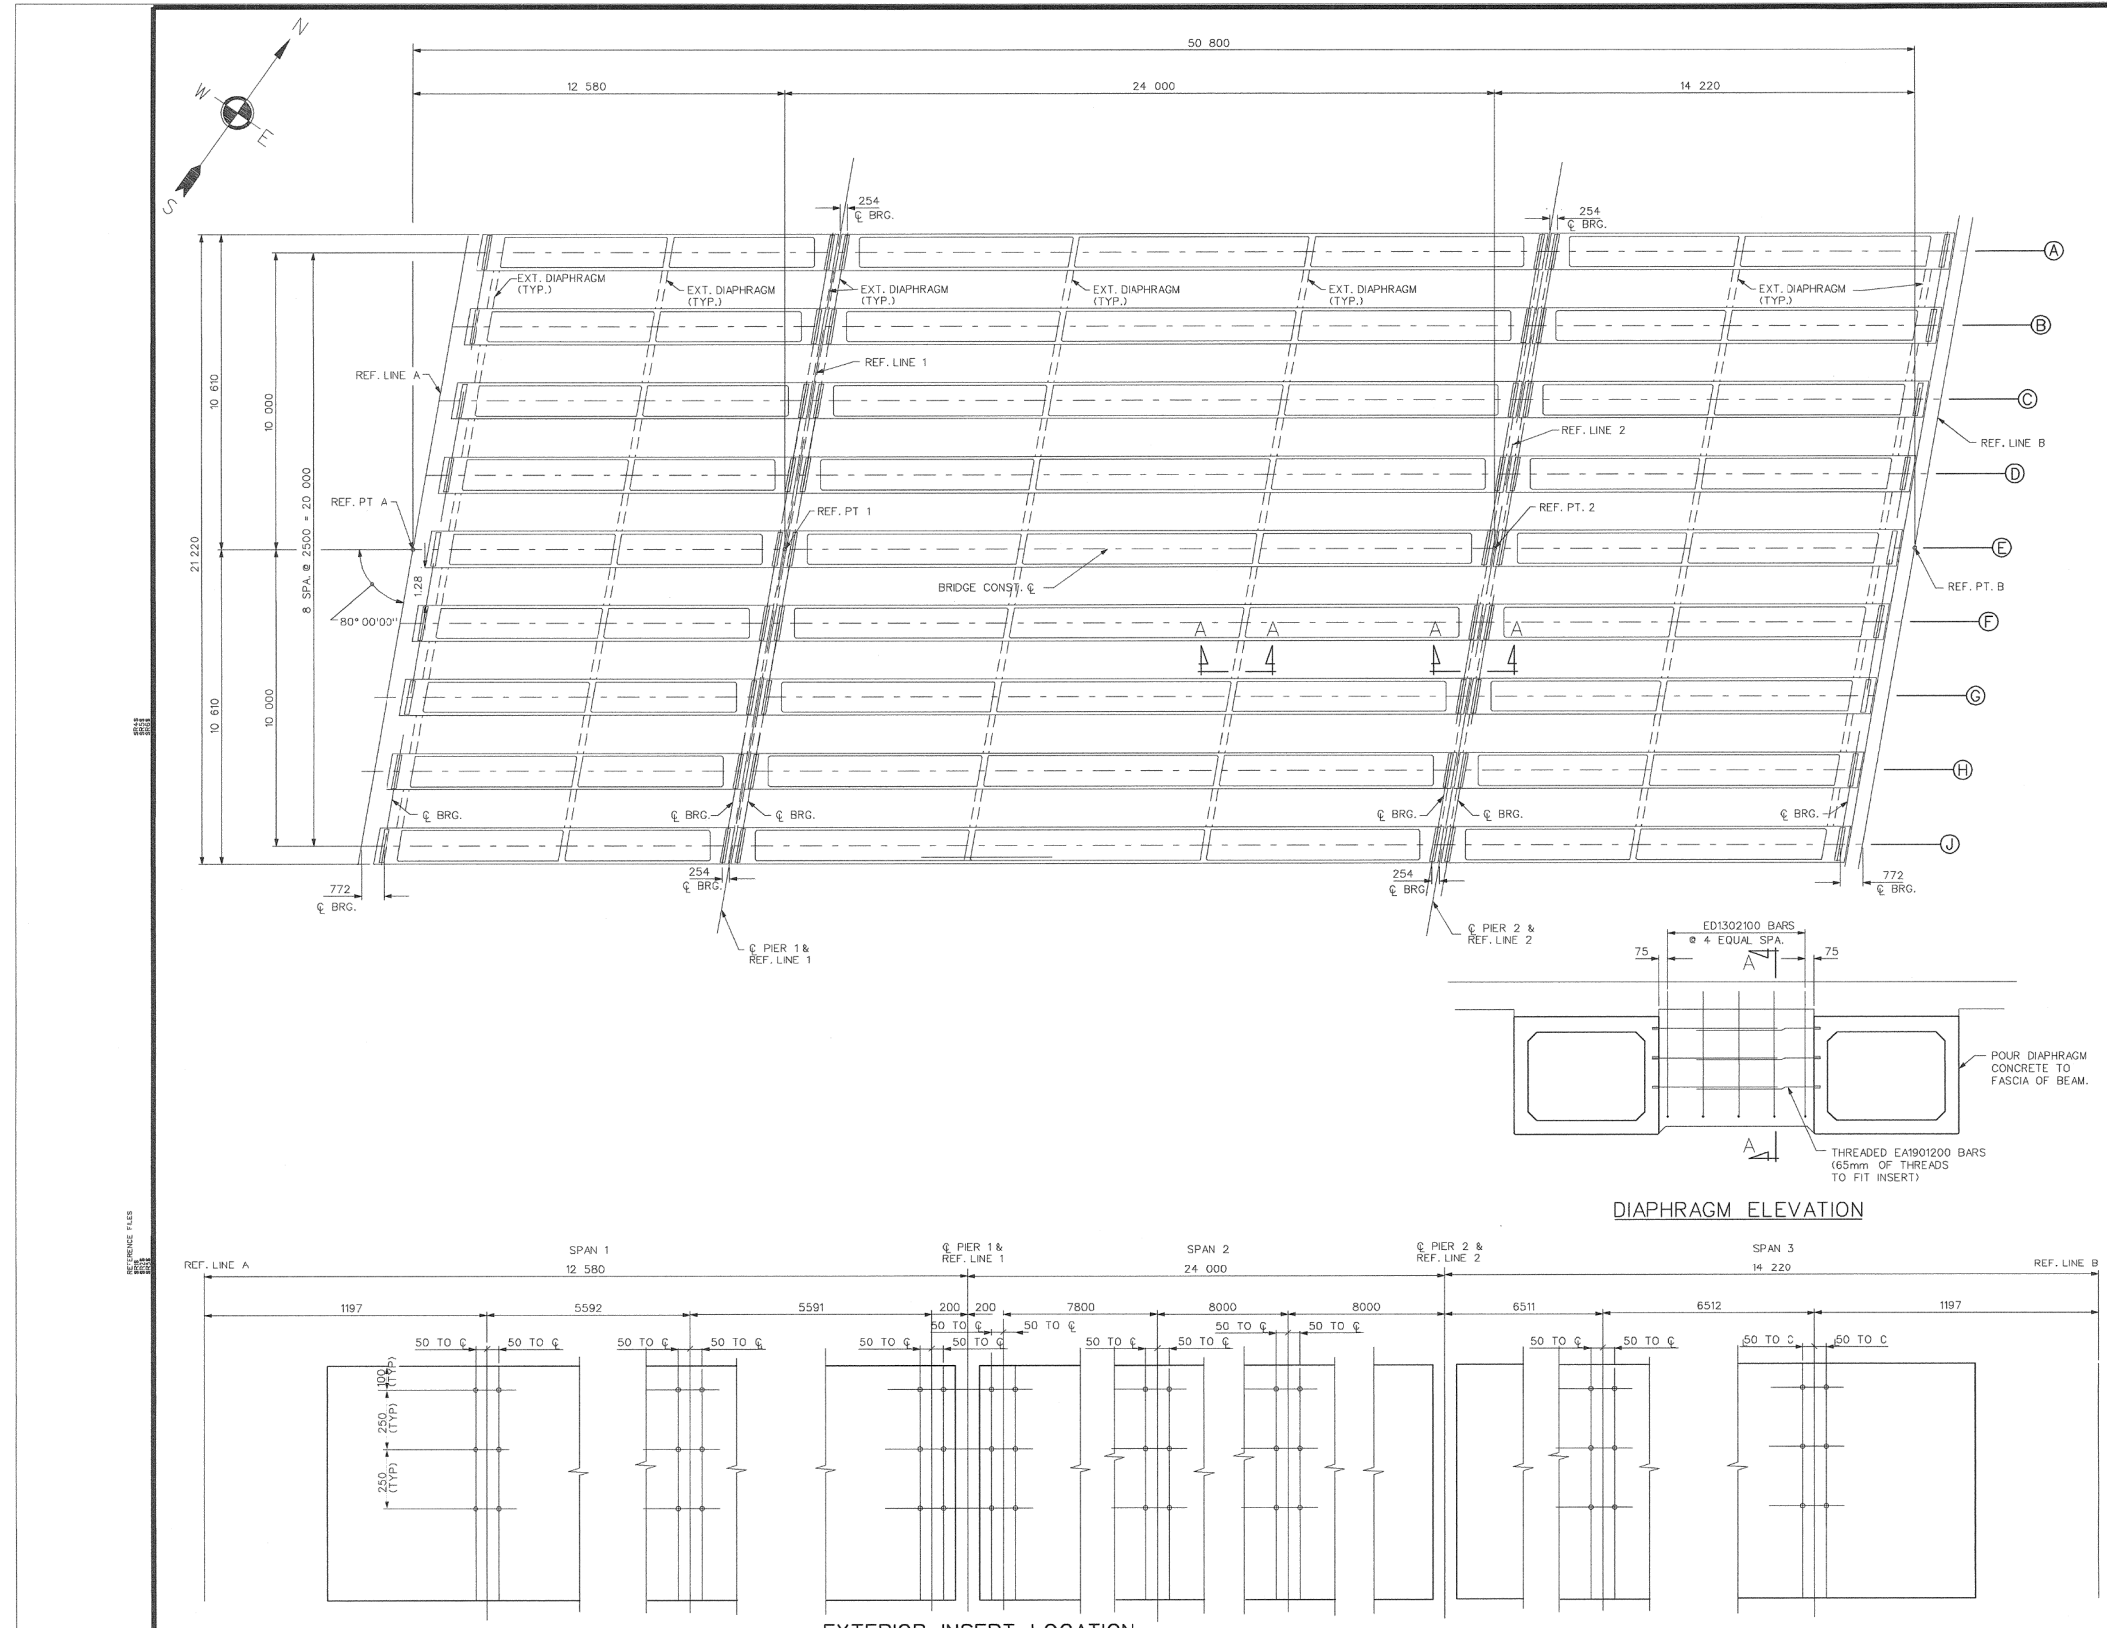 N
W
E
S
50 800
12 580
24 000
14 220
254
℄ BRG.
254
℄ BRG.
A
EXT. DIAPHRAGM
(TYP.)
EXT. DIAPHRAGM
(TYP.)
EXT. DIAPHRAGM
(TYP.)
EXT. DIAPHRAGM
(TYP.)
EXT. DIAPHRAGM
(TYP.)
EXT. DIAPHRAGM
(TYP.)
B
REF. LINE A
REF. LINE 1
C
REF. LINE 2
REF. LINE B
10 610
10 000
8 SPA. @ 2500 = 20 000
21 220
D
REF. PT A
REF. PT 1
REF. PT. 2
E
1.28
BRIDGE CONST. ℄
REF. PT. B
80° 00'00"
F
A
A
A
A
10 610
10 000
G
H
℄ BRG.
℄ BRG.
℄ BRG.
℄ BRG.
℄ BRG.
℄ BRG.
J
772
℄ BRG.
254
℄ BRG.
254
℄ BRG.
772
℄ BRG.
℄ PIER 1 &
REF. LINE 1
℄ PIER 2 &
REF. LINE 2
ED1302100 BARS
@ 4 EQUAL SPA.
75
A
75
POUR DIAPHRAGM
CONCRETE TO
FASCIA OF BEAM.
A
THREADED EA1901200 BARS
(65mm OF THREADS
TO FIT INSERT)
DIAPHRAGM ELEVATION
REFERENCE FILES
REF. LINE A
SPAN 1
12 580
℄ PIER 1 &
REF. LINE 1
SPAN 2
24 000
℄ PIER 2 &
REF. LINE 2
SPAN 3
14 220
REF. LINE B
1197
5592
5591
200
200
7800
8000
8000
6511
6512
1197
50 TO ℄
50 TO ℄
50 TO ℄
50 TO ℄
50 TO ℄
50 TO ℄
50 TO ℄
50 TO ℄
50 TO ℄
50 TO ℄
50 TO ℄
50 TO ℄
50 TO ℄
50 TO ℄
50 TO C
50 TO C
100
(TYP)
250
(TYP)
250
(TYP)
EXTERIOR INSERT LOCATION